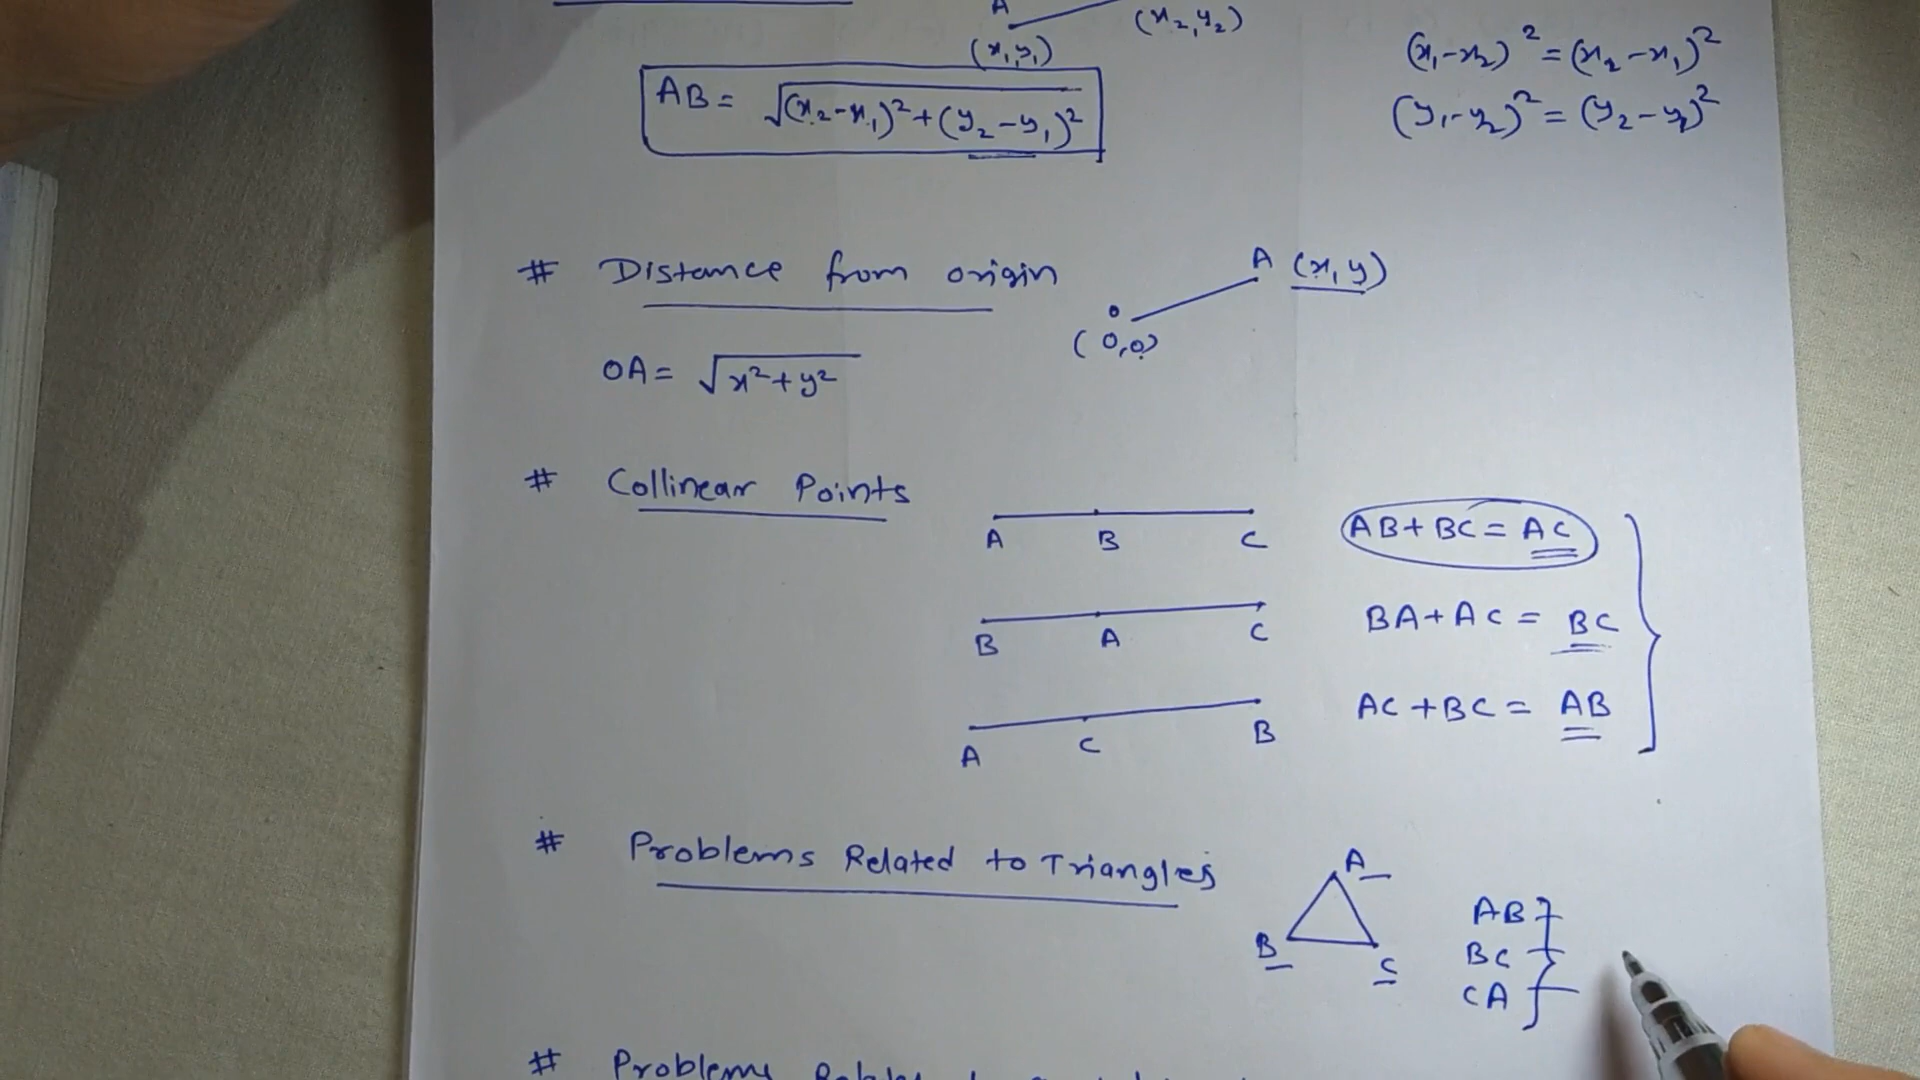 A
(x₁,y₁) (x₂,y₂)
AB = √(x₂-x₁)²+(y₂-y₁)²
(x₁-x₂)² = (x₂-x₁)²
(y₁-y₂)² = (y₂-y₁)²
# Distance from origin
A (x,y)
O
(0,0)
OA = √x²+y²
# Collinear Points
A B C
AB+BC = AC
B A C
BA+AC = BC
A C B
AC+BC = AB
# Problems Related to Triangles
A
B
C
AB
BC
CA
# Problems